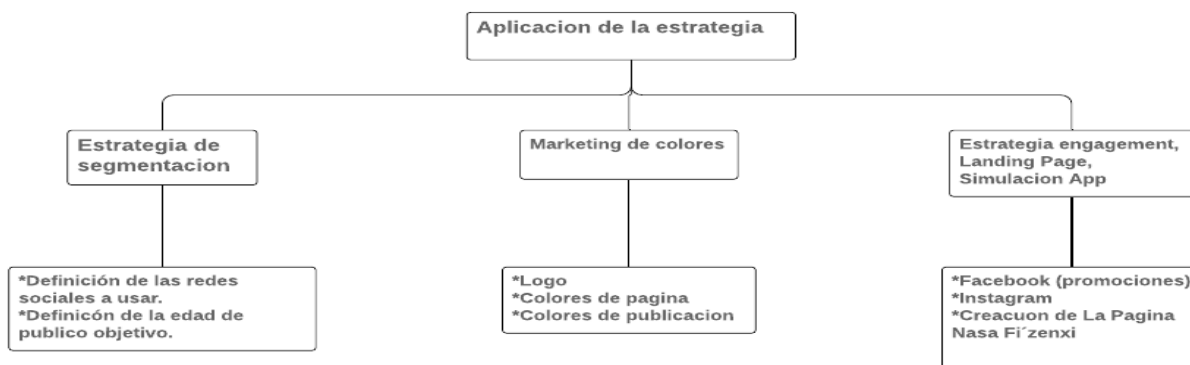 Aplicacion de la estrategia
Estrategia de
segmentacion
Marketing de colores
Estrategia engagement,
Landing Page,
Simulacion App
*Definición de las redes
sociales a usar.
*Definicón de la edad de
publico objetivo.
*Logo
*Colores de pagina
*Colores de publicacion
*Facebook (promociones)
*Instagram
*Creacuon de La Pagina
Nasa Fi´zenxi